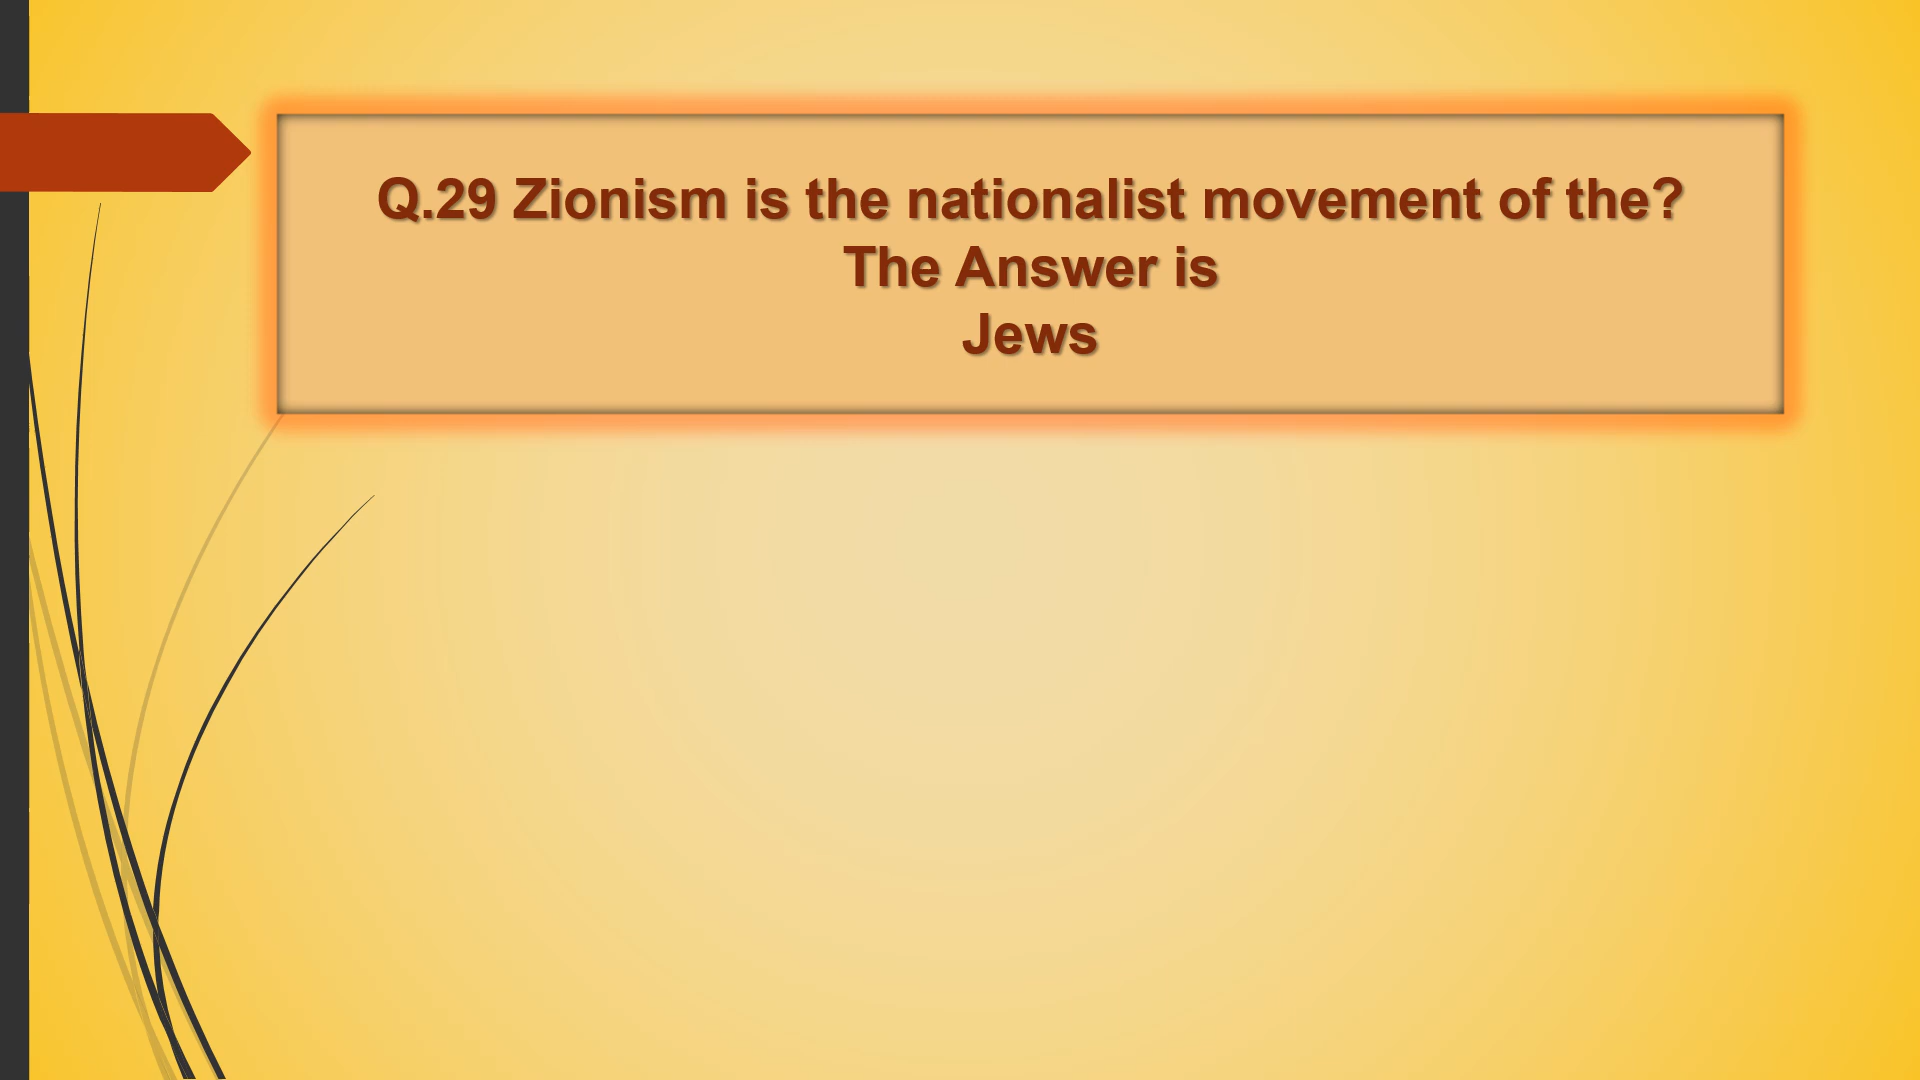 Q.29 Zionism is the nationalist movement of the?
The Answer is
Jews